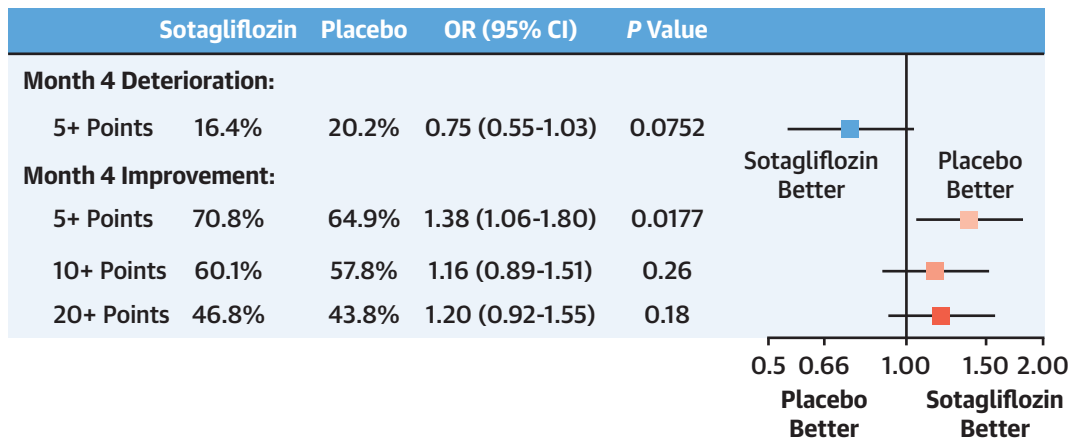 Sotagliflozin Placebo OR (95% CI) P Value
Month 4 Deterioration:
5+ Points 16.4% 20.2% 0.75 (0.55-1.03) 0.0752
Sotagliflozin Better
Placebo Better
Month 4 Improvement:
5+ Points 70.8% 64.9% 1.38 (1.06-1.80) 0.0177
10+ Points 60.1% 57.8% 1.16 (0.89-1.51) 0.26
20+ Points 46.8% 43.8% 1.20 (0.92-1.55) 0.18
0.5 0.66 1.00 1.50 2.00
Placebo Better
Sotagliflozin Better